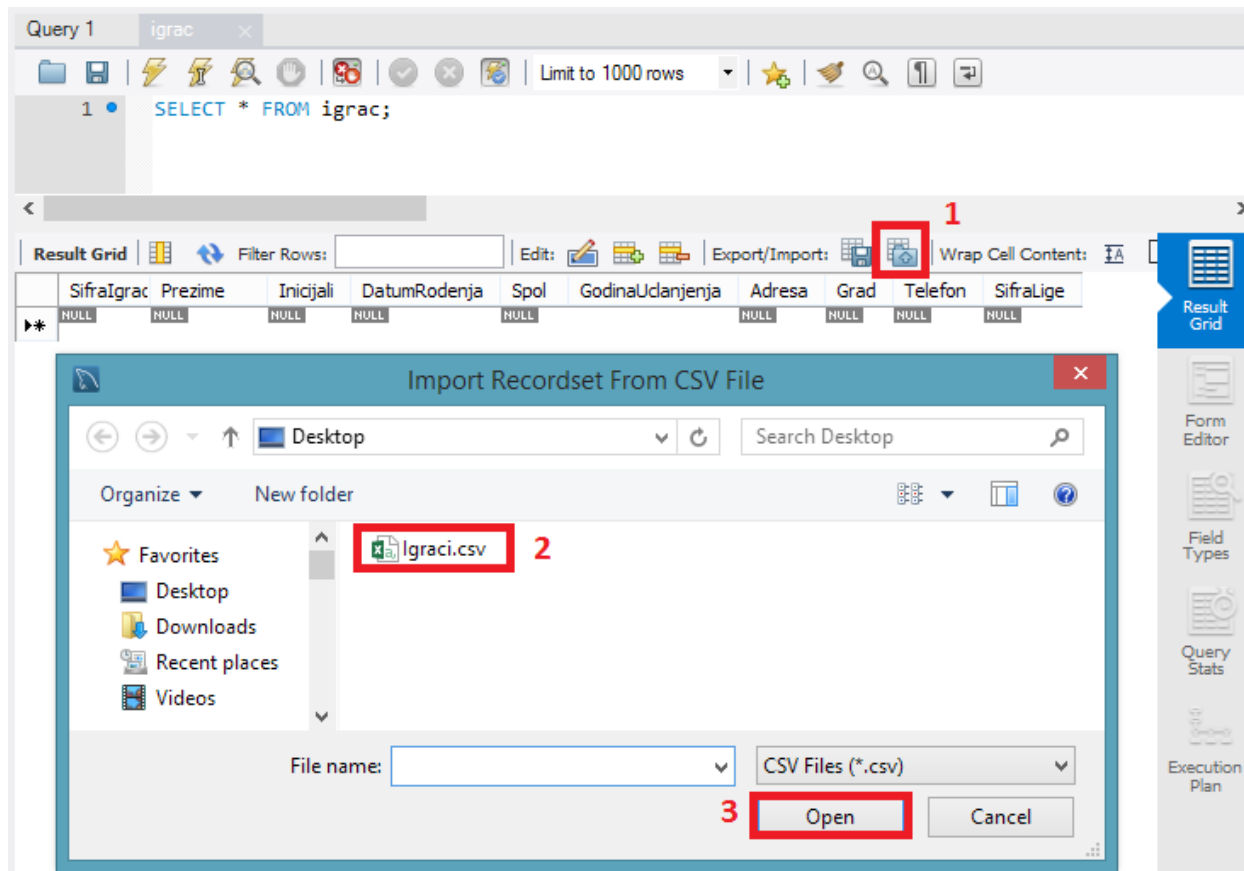 Query 1 igrac
Limit to 1000 rows
1 SELECT * FROM igrac;
1
Result Grid Filter Rows: Edit: Export/Import: Wrap Cell Content:
SifraIgrac Prezime Inicijali DatumRodenja Spol GodinaUclanjenja Adresa Grad Telefon SifraLige
NULL NULL NULL NULL NULL NULL NULL NULL NULL
Result
Grid
Import Recordset From CSV File
Form
Editor
Desktop Search Desktop
Organize New folder
Field
Types
Favorites Igraci.csv 2
Desktop
Downloads
Recent places
Videos
Query
Stats
File name: CSV Files (*.csv)
Execution
Plan
3 Open Cancel